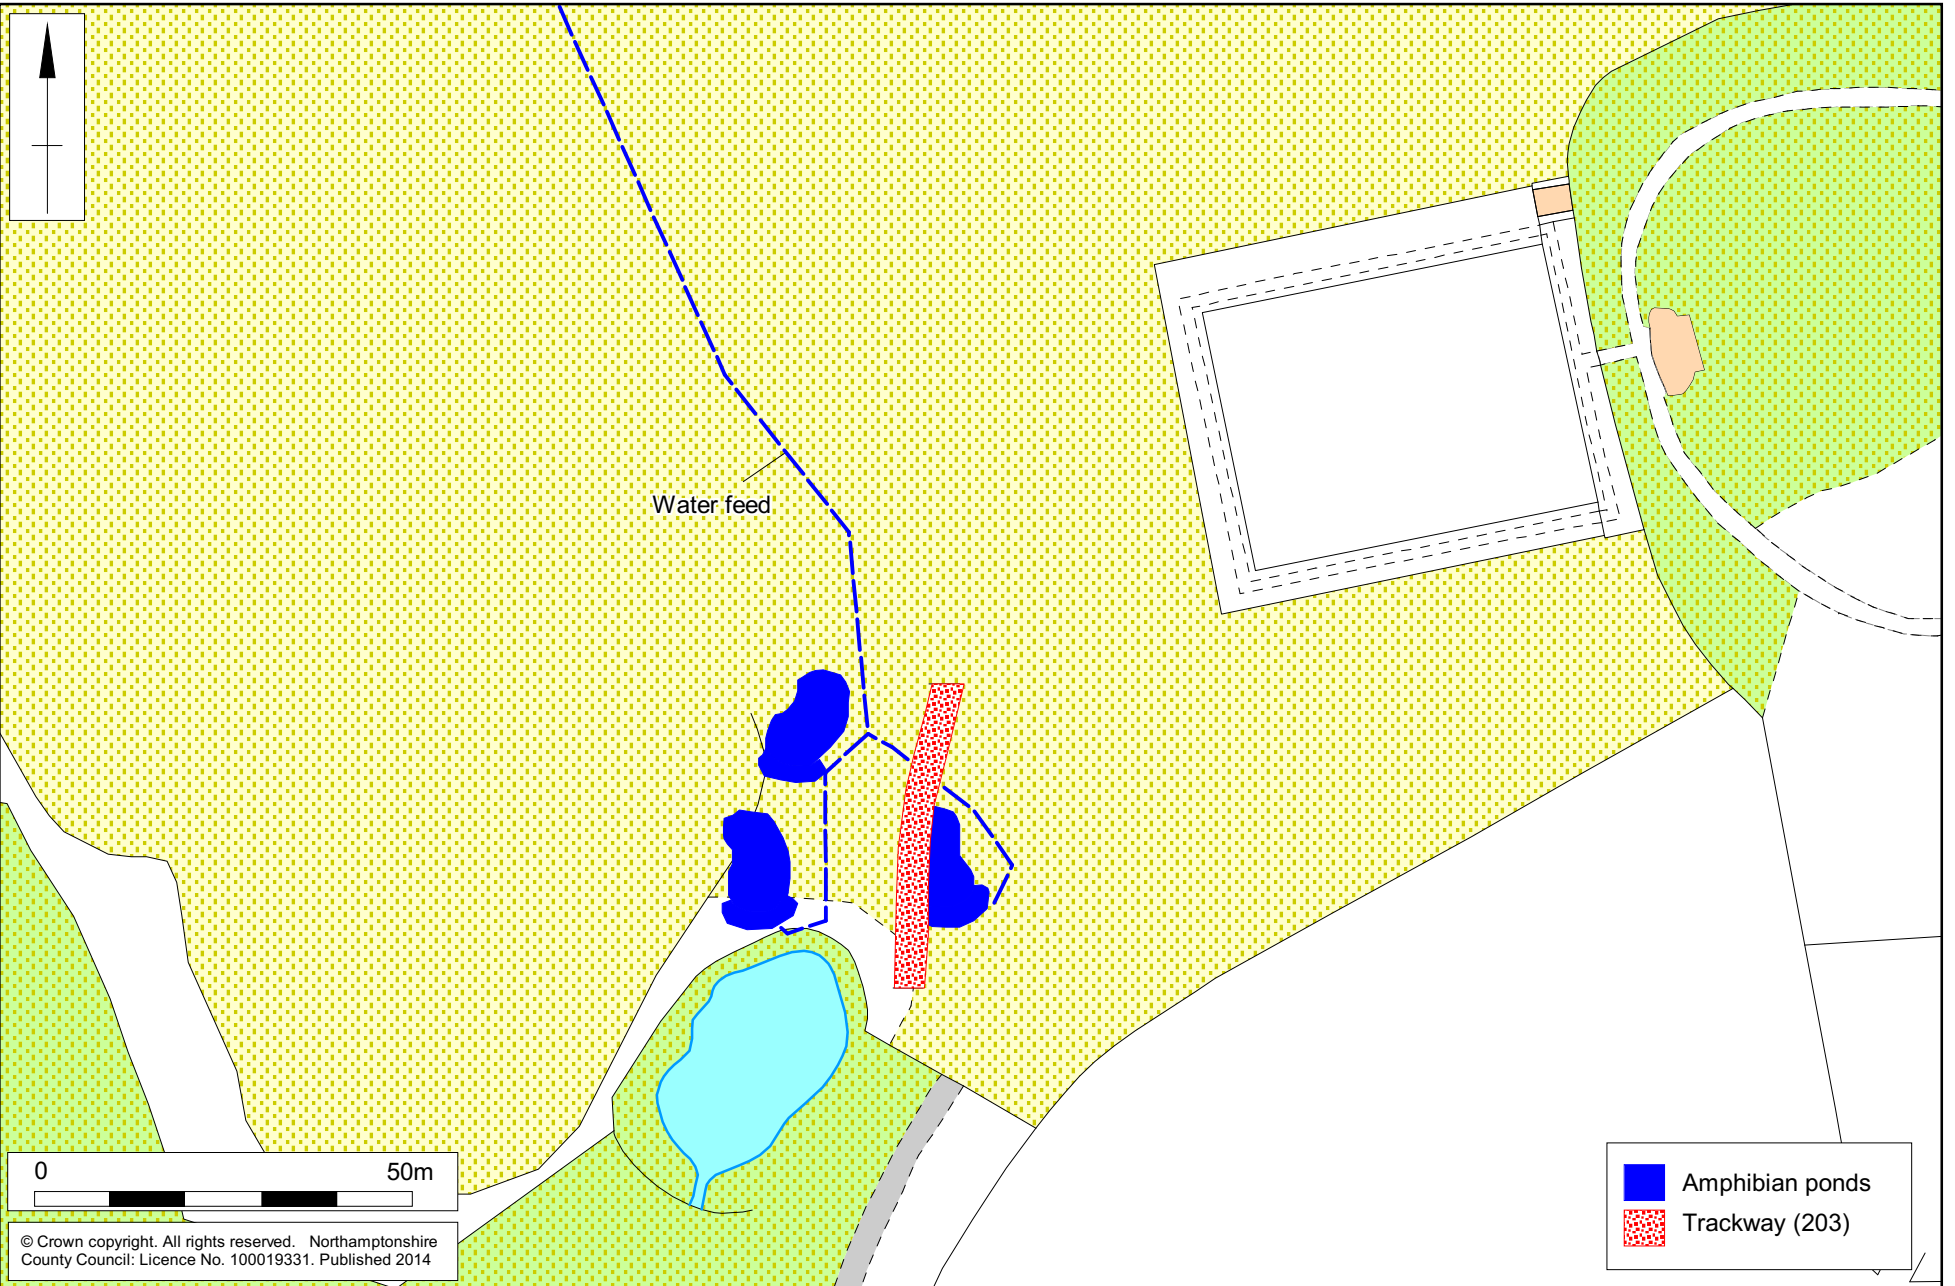 Water feed
0 50m
© Crown copyright. All rights reserved. Northamptonshire
County Council: Licence No. 100019331. Published 2014
Amphibian ponds
Trackway (203)